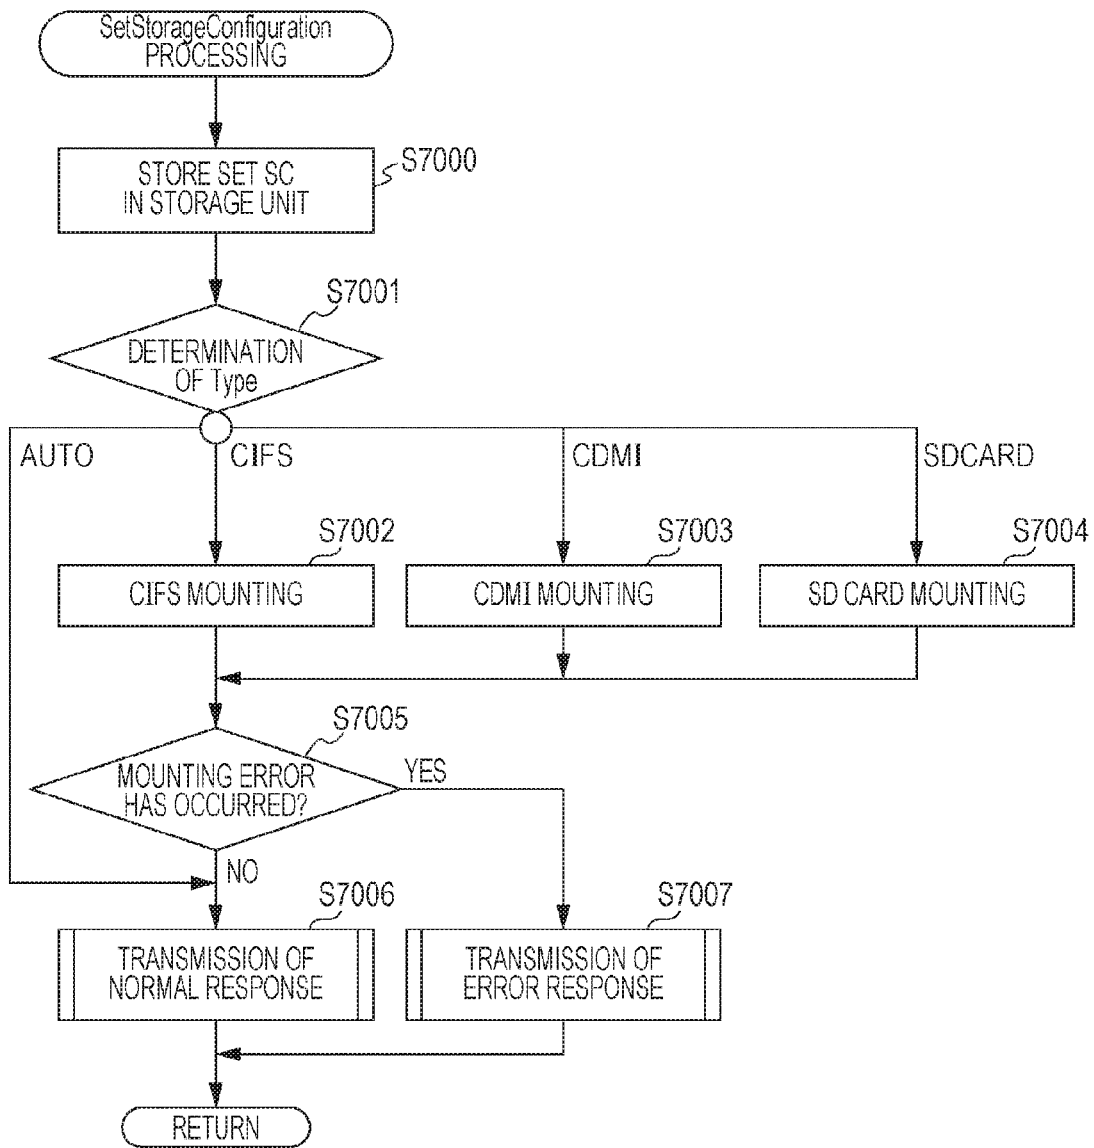 SetStorageConfiguration
PROCESSING
S7000
STORE SET SC
IN STORAGE UNIT
S7001
DETERMINATION
OF Type
AUTO
CIFS
CDMI
SDCARD
S7002
S7003
S7004
CIFS MOUNTING
CDMI MOUNTING
SD CARD MOUNTING
S7005
MOUNTING ERROR
HAS OCCURRED?
YES
NO
S7006
S7007
TRANSMISSION OF
NORMAL RESPONSE
TRANSMISSION OF
ERROR RESPONSE
RETURN